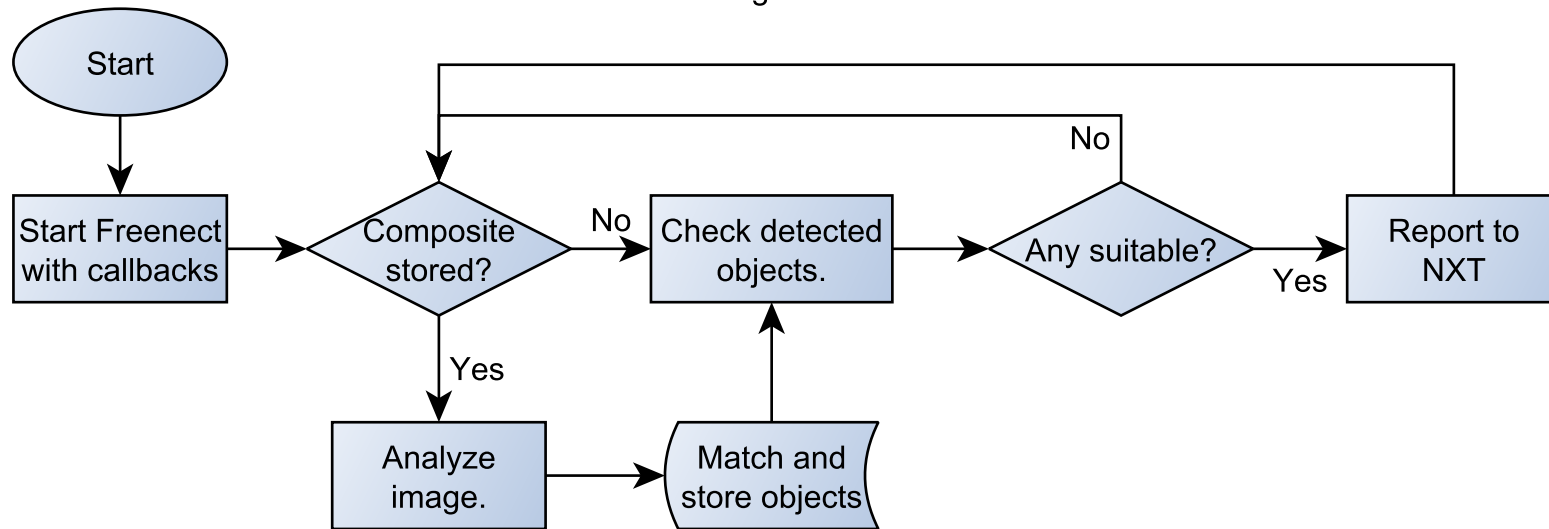 Start
No
Start Freenect
with callbacks
Composite
stored?
No
Check detected
objects.
Any suitable?
Yes
Report to
NXT
Yes
Analyze
image.
Match and
store objects